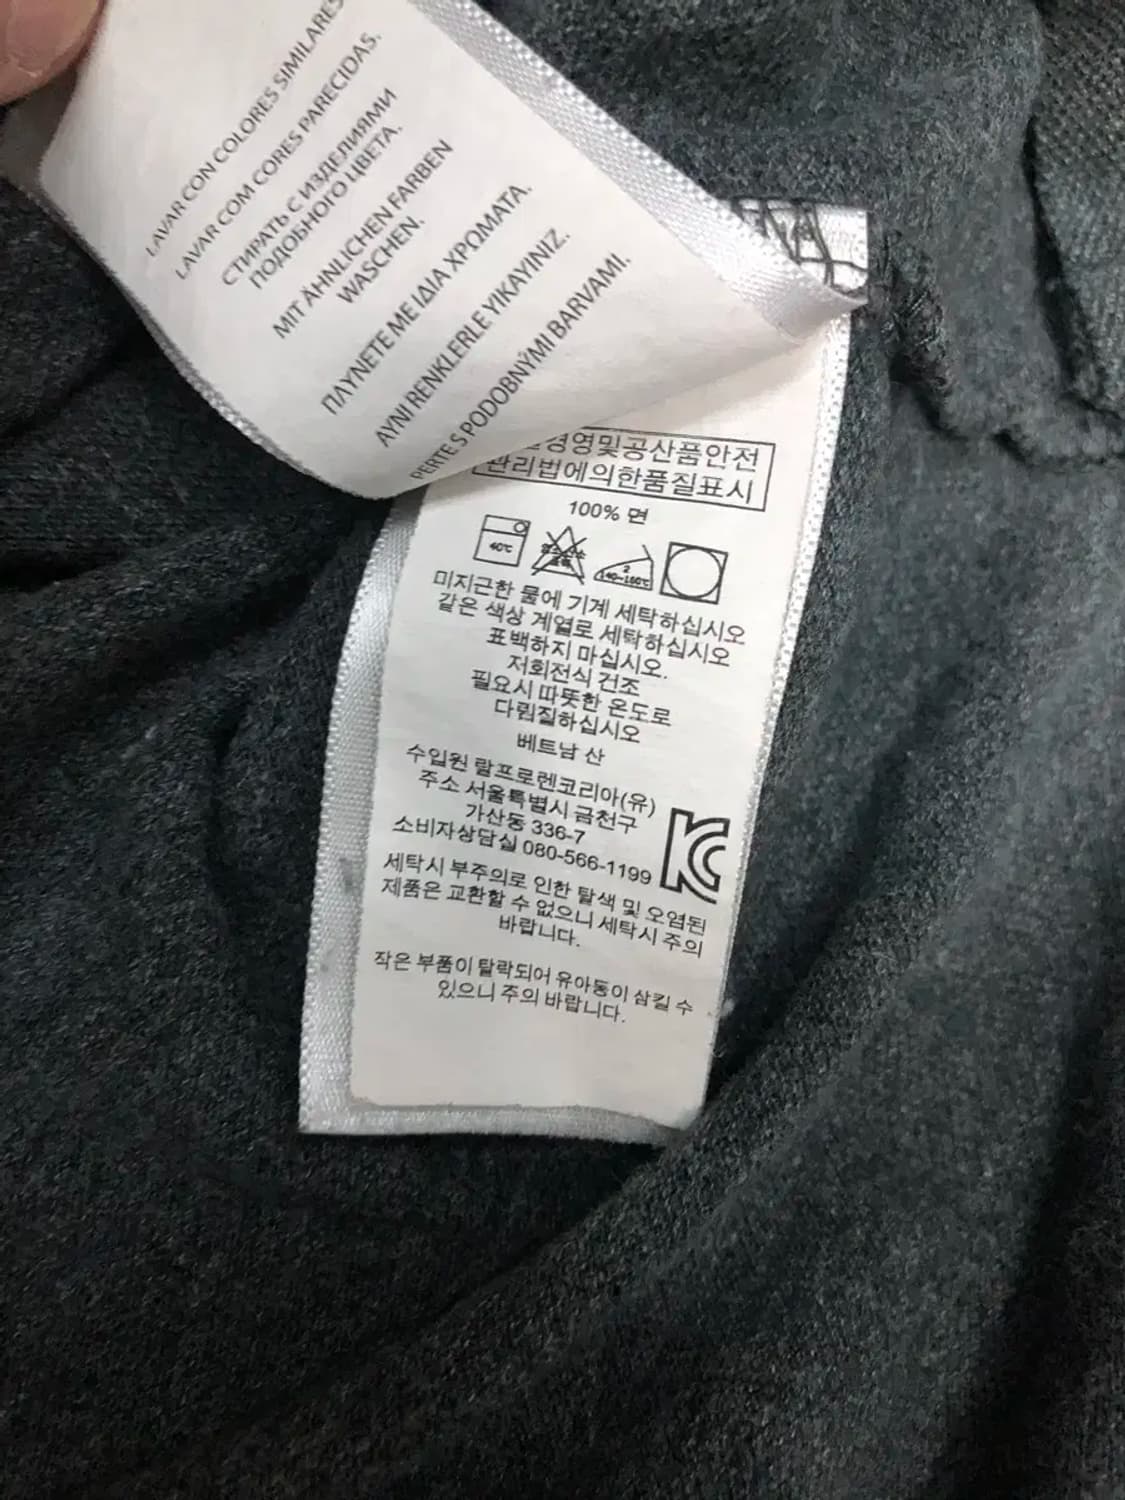 LAVAR CON COLORES SIMILARES
LAVAR COM CORES PARECIDAS.
СТИРАТЬ С ИЗДЕЛИЯМИ
ПОДОБНОГО ЦВЕТА.
MIT ÄHNLICHEN FARBEN
WASCHEN.
ΠΛΥΝΕΤΕ ΜΕ ΙΔΙΑ ΧΡΩΜΑΤΑ.
AYNI RENKLERLE YIKAYINIZ.
PERTE S PODOBNÝMI BARVAMI.
경영및공산품안전
관리법에의한품질표시
100% 면
40℃
2
140~160℃
미지근한 물에 기계 세탁하십시오
같은 색상 계열로 세탁하십시오
표백하지 마십시오.
저회전식 건조
필요시 따뜻한 온도로
다림질하십시오
베트남 산
수입원 랄프로렌코리아(유)
주소 서울특별시 금천구
가산동 336-7
소비자상담실 080-566-1199
세탁시 부주의로 인한 탈색 및 오염된
제품은 교환할 수 없으니 세탁시 주의
바랍니다.
작은 부품이 탈락되어 유아동이 삼킬 수
있으니 주의 바랍니다.